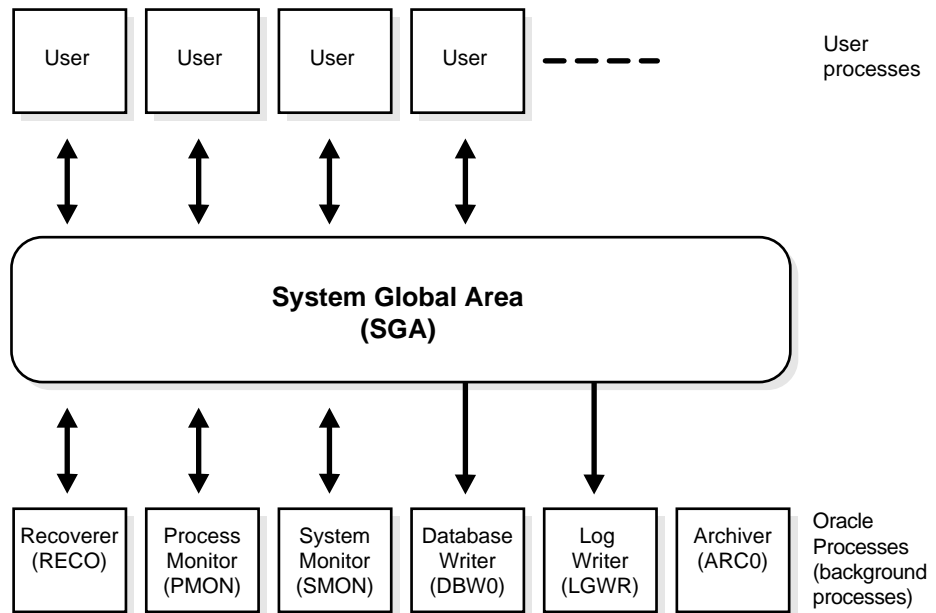 User
User
User
User
User
processes
System Global Area
(SGA)
Recoverer
(RECO)
Process
Monitor
(PMON)
System
Monitor
(SMON)
Database
Writer
(DBW0)
Log
Writer
(LGWR)
Archiver
(ARC0)
Oracle
Processes
(background
processes)